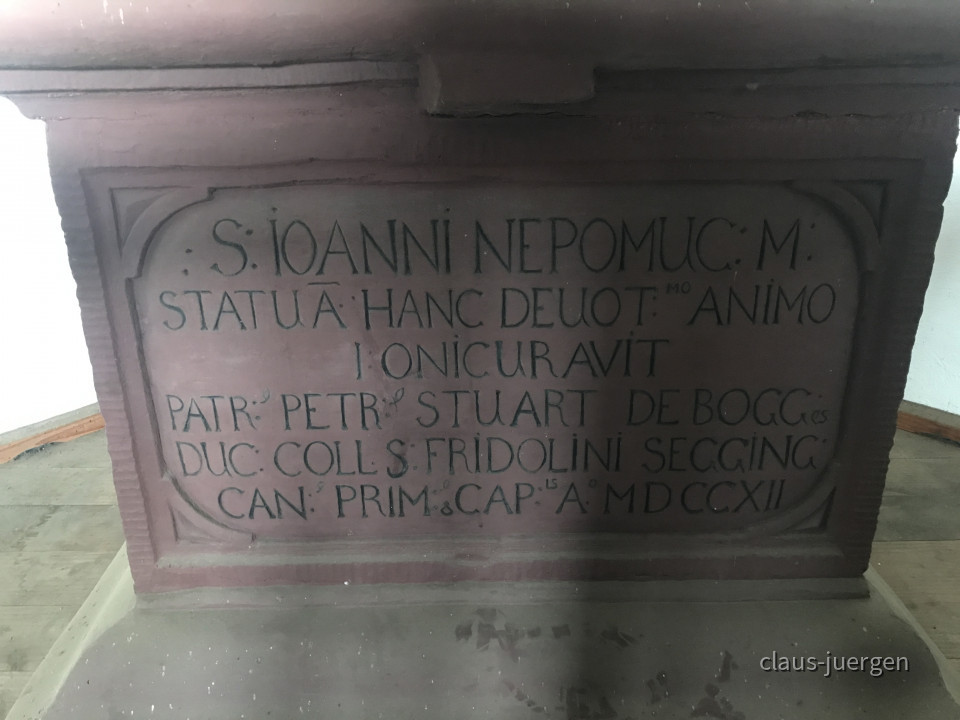 : S : IOANNI NEPOMUC : M :
STATUĀ HANC DEUOT : MO ANIMO
I ONICURAVIT
PATR : PETR : STUART DE BOGG : es
DUC : COLL S : FRIDOLINI SEGGING :
CAN : PRIM : & CAP : LS A : o MDCCXII
claus-juergen